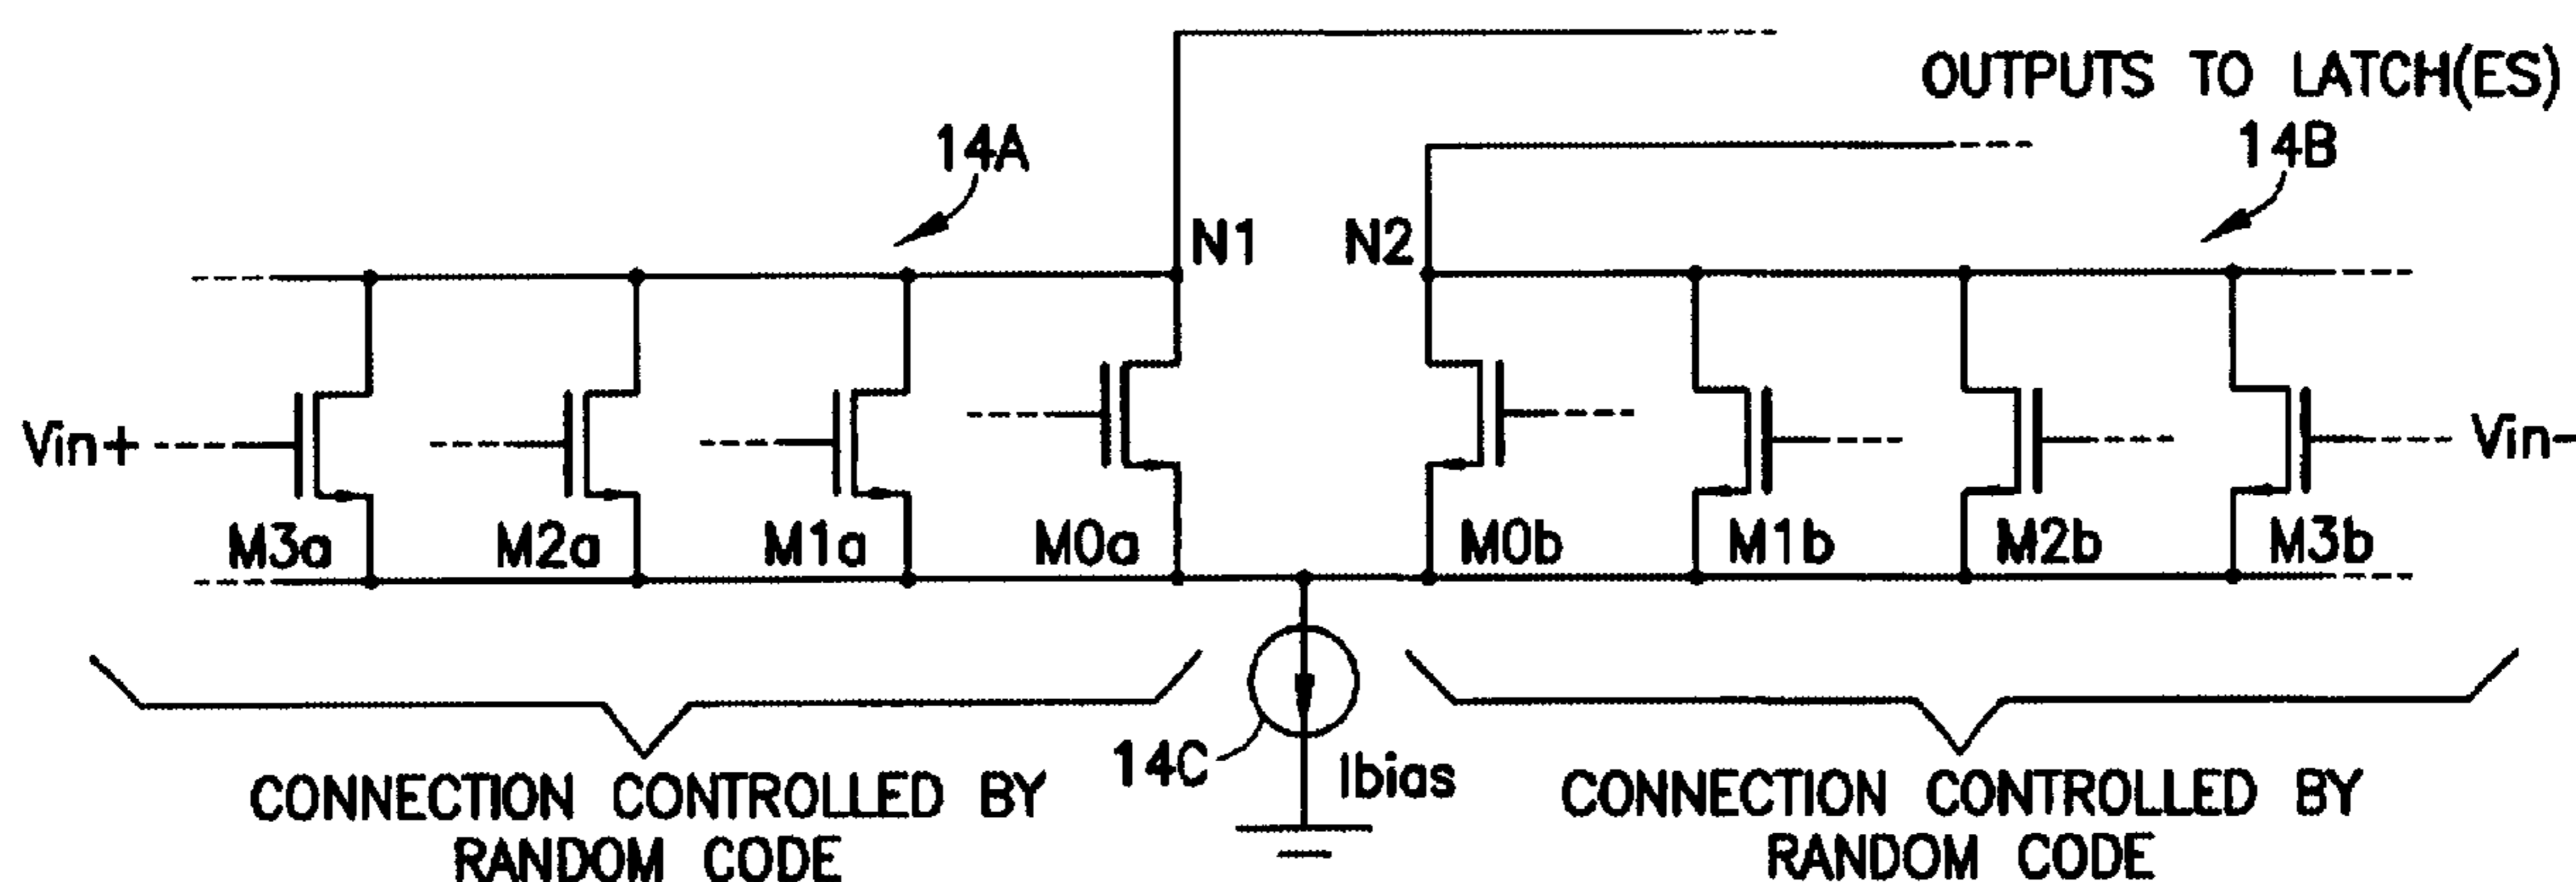 OUTPUTS TO LATCH(ES)
14A
14B
N1
N2
Vin+
Vin-
M3a
M2a
M1a
M0a
M0b
M1b
M2b
M3b
14C
Ibias
CONNECTION CONTROLLED BY
RANDOM CODE
CONNECTION CONTROLLED BY
RANDOM CODE